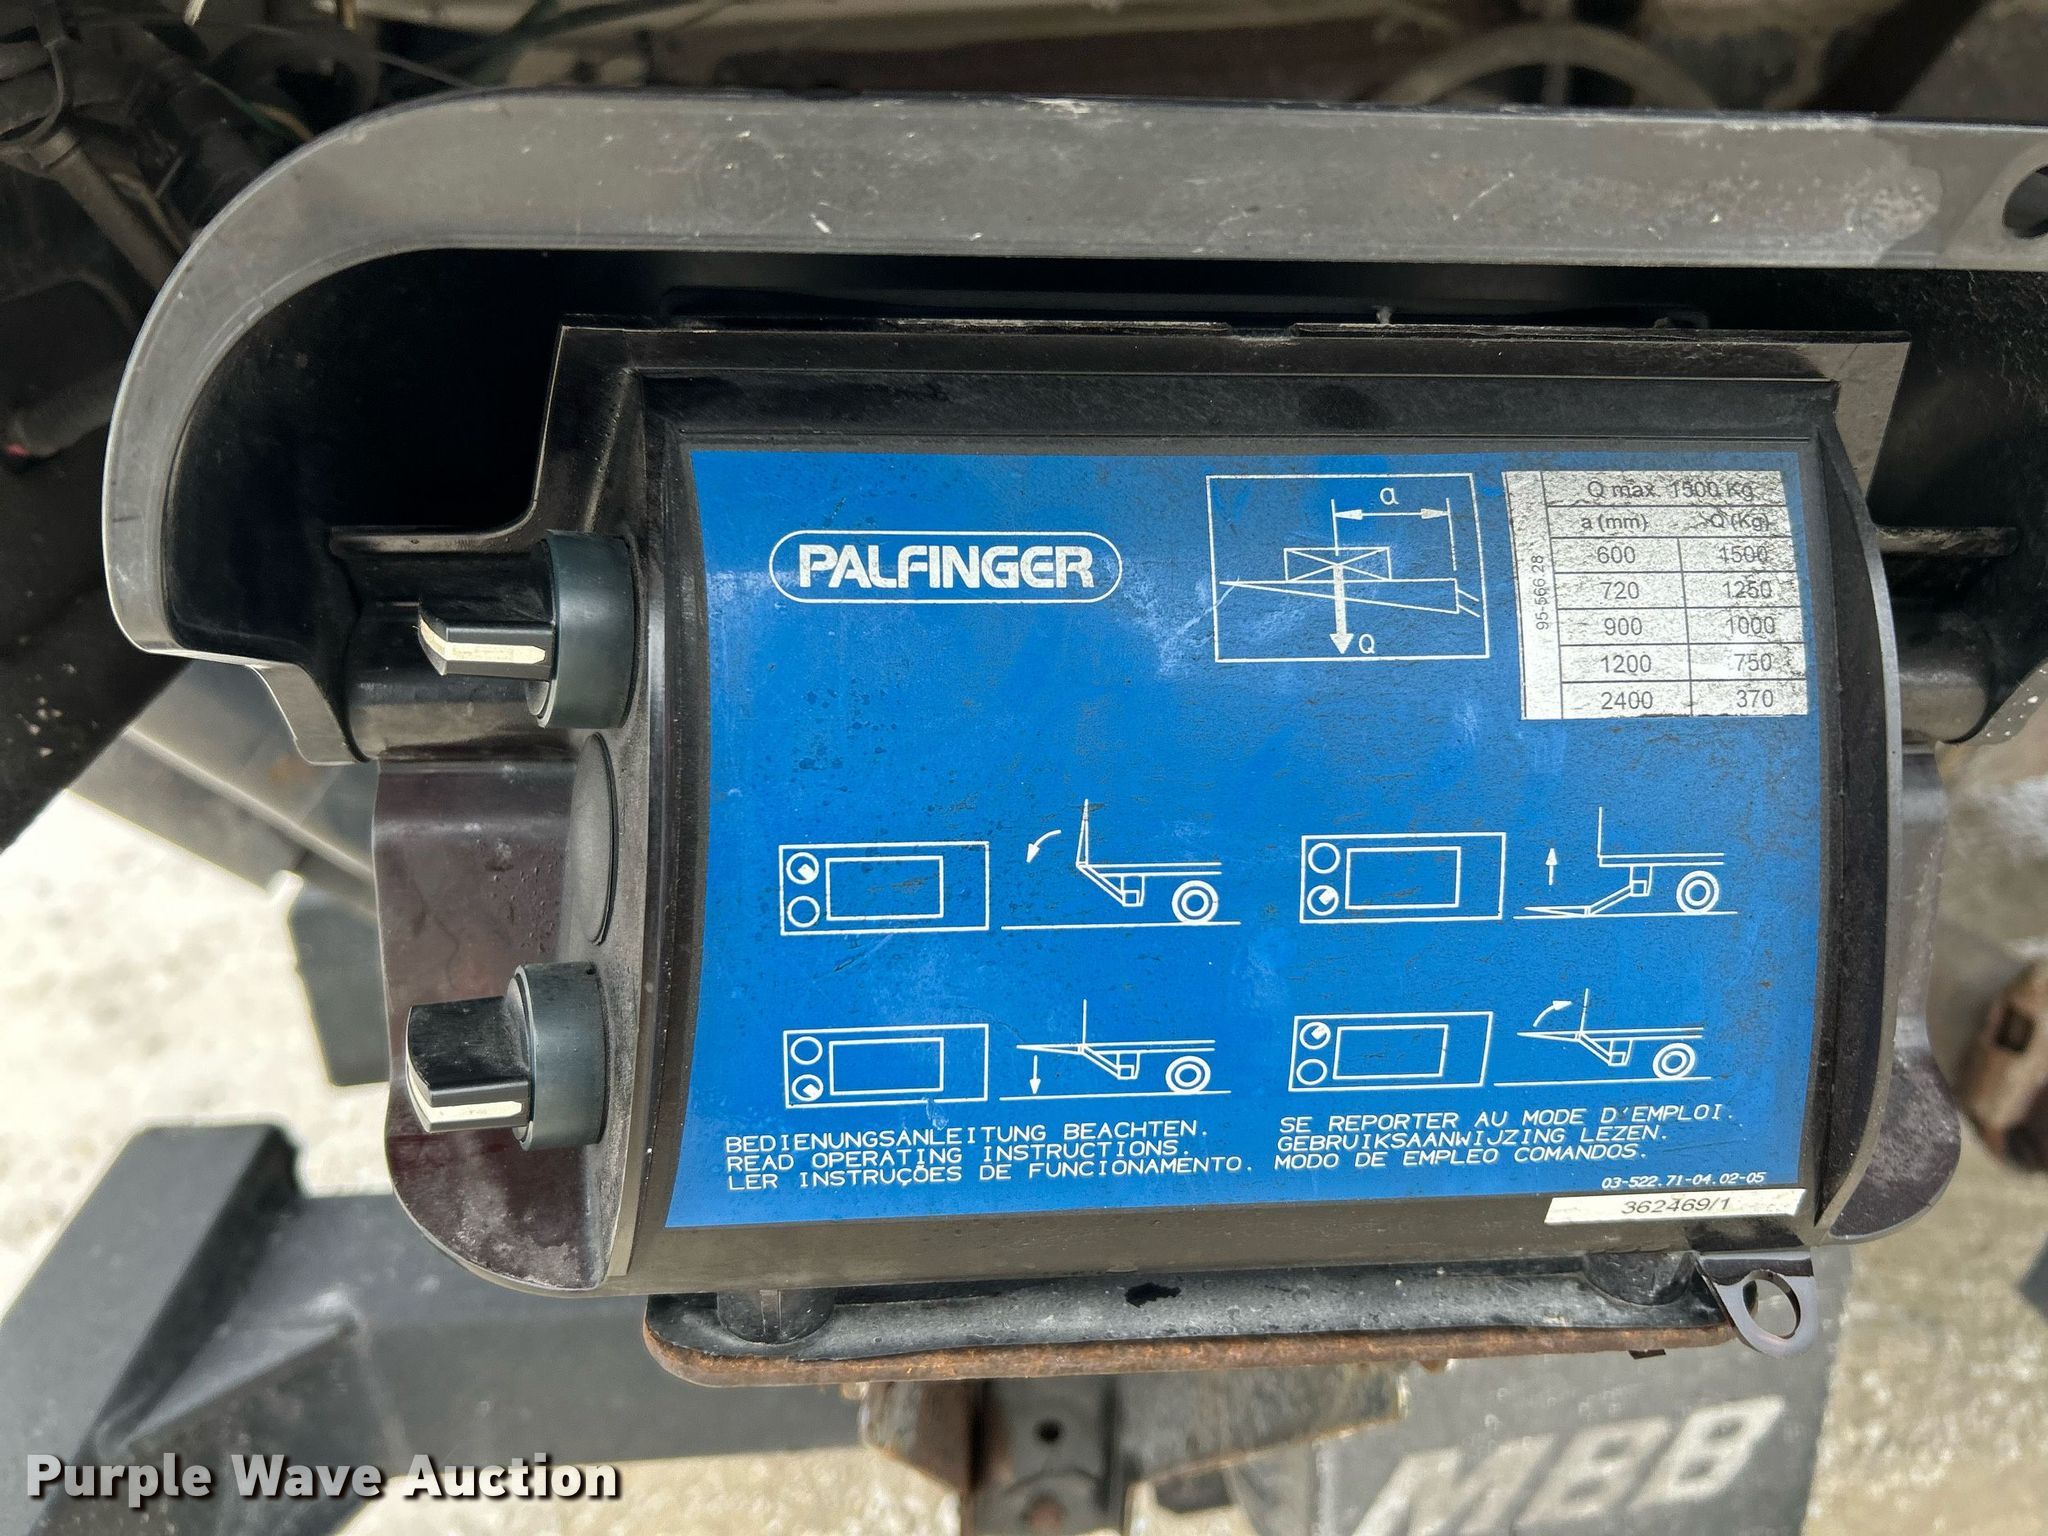 PALFINGER
a
Q
95-566 28
Q max 1500 Kg
a (mm) Q (Kg)
600 1500
720 1250
900 1000
1200 750
2400 370
BEDIENUNGSANLEITUNG BEACHTEN.
READ OPERATING INSTRUCTIONS.
LER INSTRUÇÕES DE FUNCIONAMENTO.
SE REPORTER AU MODE D'EMPLOI.
GEBRUIKSAANWIJZING LEZEN.
MODO DE EMPLEO COMANDOS.
03-522.71-04.02-05
362469/1
MBB
Purple Wave Auction